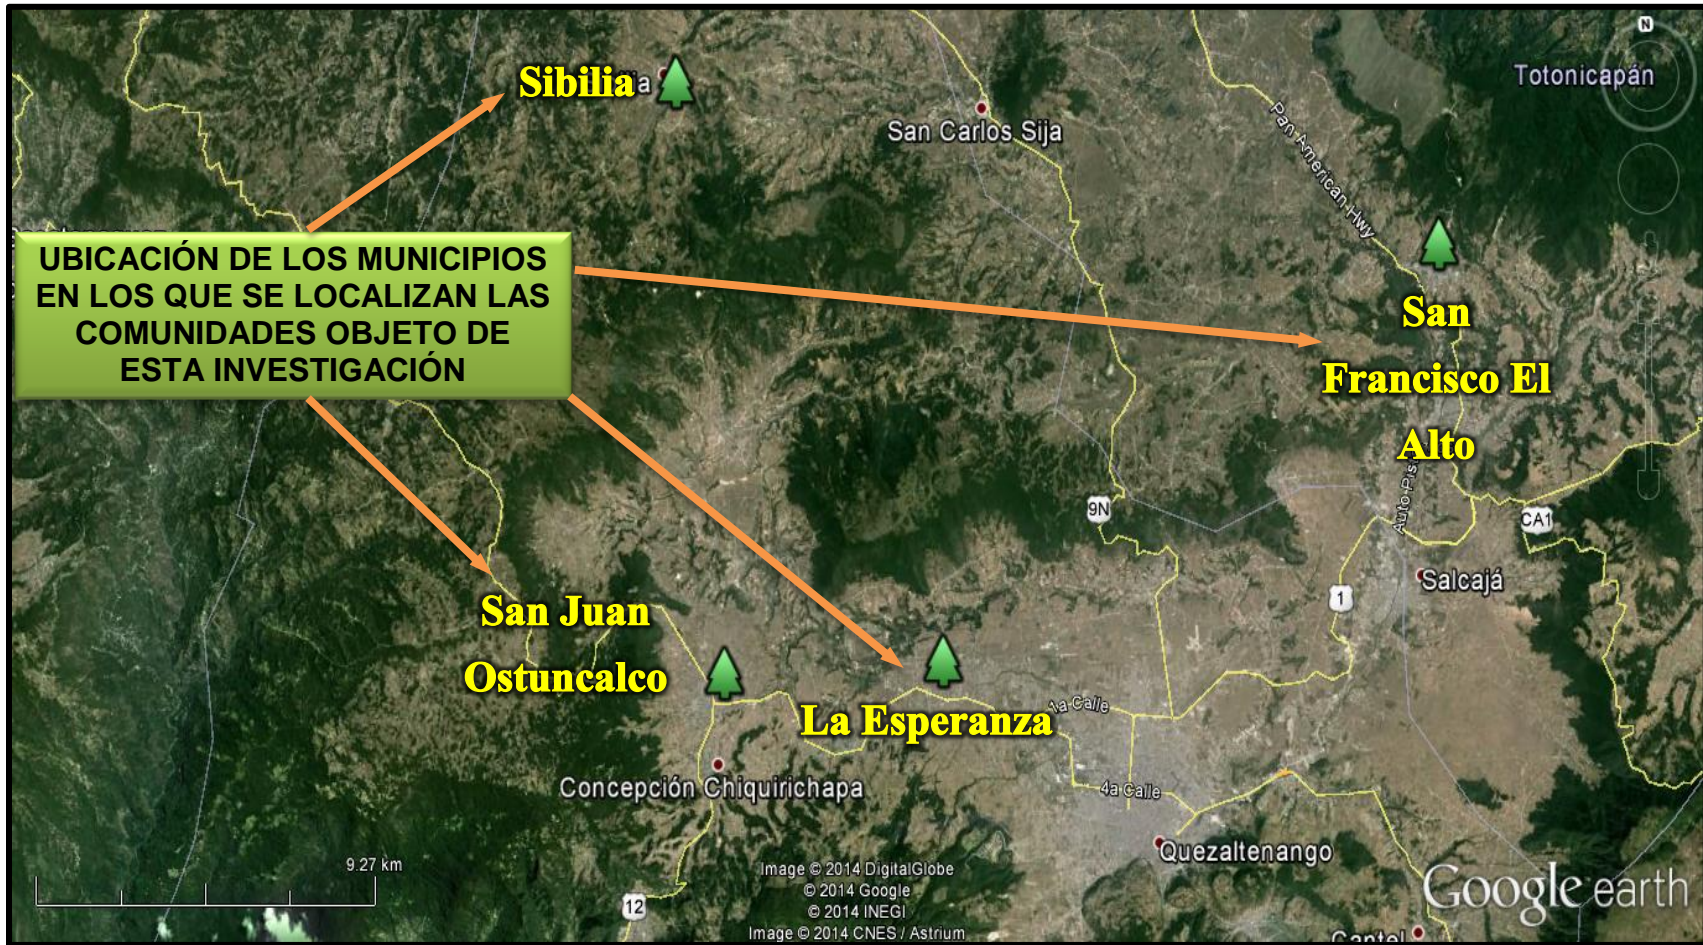 N
Totonicapán
Sibilia
San Carlos Sija
Pan American Hwy
UBICACIÓN DE LOS MUNICIPIOS
EN LOS QUE SE LOCALIZAN LAS
COMUNIDADES OBJETO DE
ESTA INVESTIGACIÓN
San
Francisco El
Alto
9N
CA1
Salcajá
1
San Juan
Ostuncalco
La Esperanza
1a Calle
4a Calle
Concepción Chiquirichapa
Quezaltenango
9.27 km
12
Image © 2014 DigitalGlobe
© 2014 Google
© 2014 INEGI
Image © 2014 CNES / Astrium
Google earth
Cantel